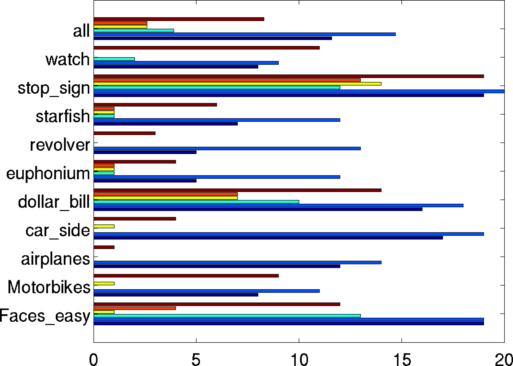 all
watch
stop_sign
starfish
revolver
euphonium
dollar_bill
car_side
airplanes
Motorbikes
Faces_easy
0 5 10 15 20